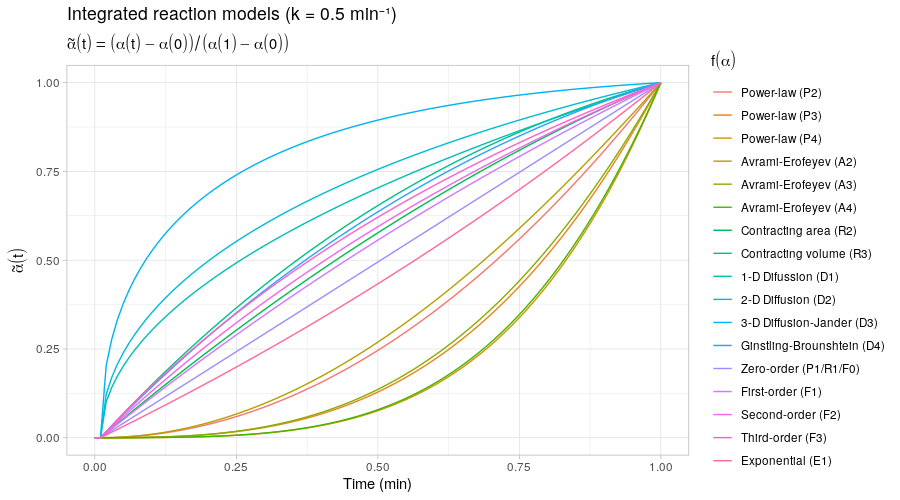 Integrated reaction models (k = 0.5 min⁻¹)
α̃(t) = (α(t) − α(0))/(α(1) − α(0))
f(α)
1.00
0.75
0.50
0.25
0.00
α̃(t)
0.00 0.25 0.50 0.75 1.00
Time (min)
Power-law (P2)
Power-law (P3)
Power-law (P4)
Avrami-Erofeyev (A2)
Avrami-Erofeyev (A3)
Avrami-Erofeyev (A4)
Contracting area (R2)
Contracting volume (R3)
1-D Difussion (D1)
2-D Diffusion (D2)
3-D Diffusion-Jander (D3)
Ginstling-Brounshtein (D4)
Zero-order (P1/R1/F0)
First-order (F1)
Second-order (F2)
Third-order (F3)
Exponential (E1)